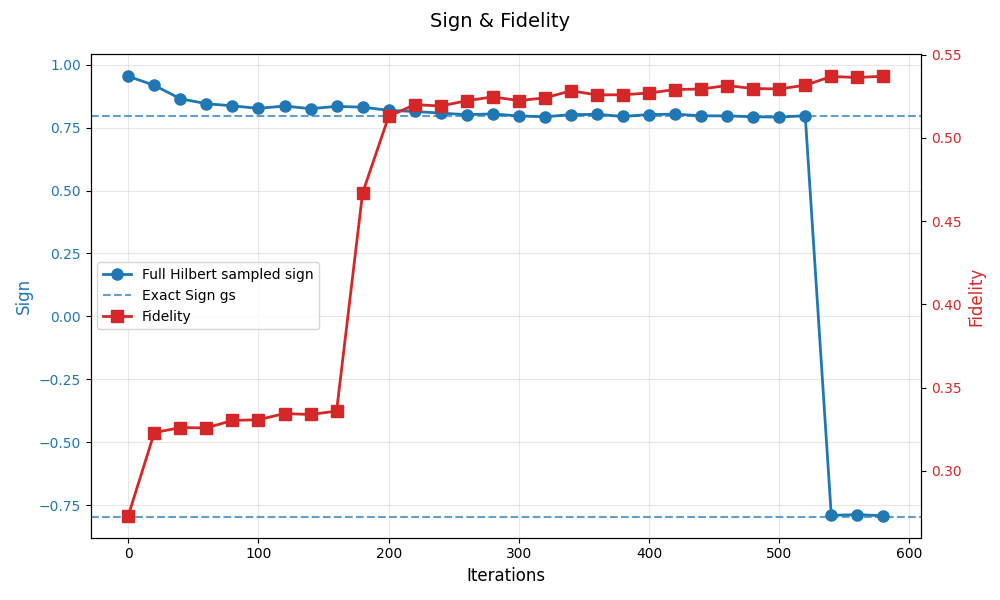 Sign & Fidelity
1.00
0.75
0.50
0.25
0.00
−0.25
−0.50
−0.75
Sign
Full Hilbert sampled sign
Exact Sign gs
Fidelity
0.55
0.50
0.45
0.40
0.35
0.30
Fidelity
0 100 200 300 400 500 600
Iterations